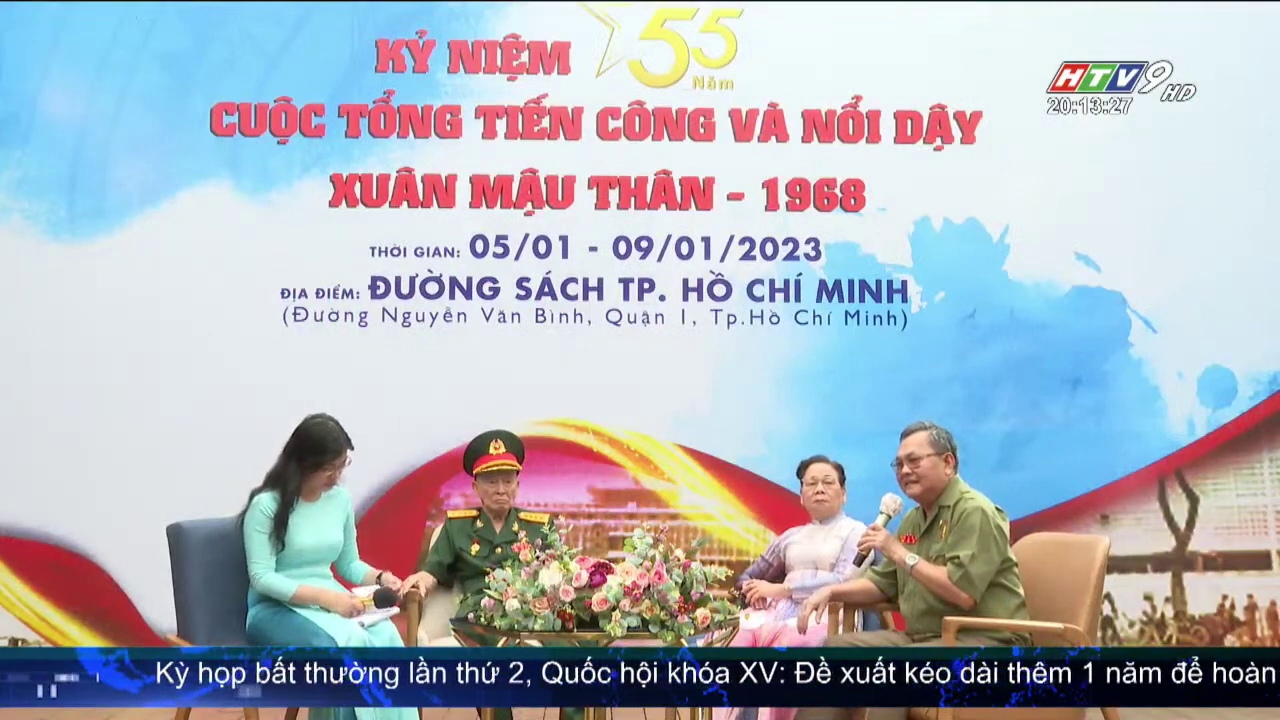 KỶ NIỆM 55 Năm
CUỘC TỔNG TIẾN CÔNG VÀ NỔI DẬY
XUÂN MẬU THÂN - 1968
THỜI GIAN: 05/01 - 09/01/2023
ĐỊA ĐIỂM: ĐƯỜNG SÁCH TP. HỒ CHÍ MINH
(Đường Nguyễn Văn Bình, Quận 1, Tp.Hồ Chí Minh)
HTV9 HD
20:13:27
Kỳ họp bất thường lần thứ 2, Quốc hội khóa XV: Đề xuất kéo dài thêm 1 năm để hoàn